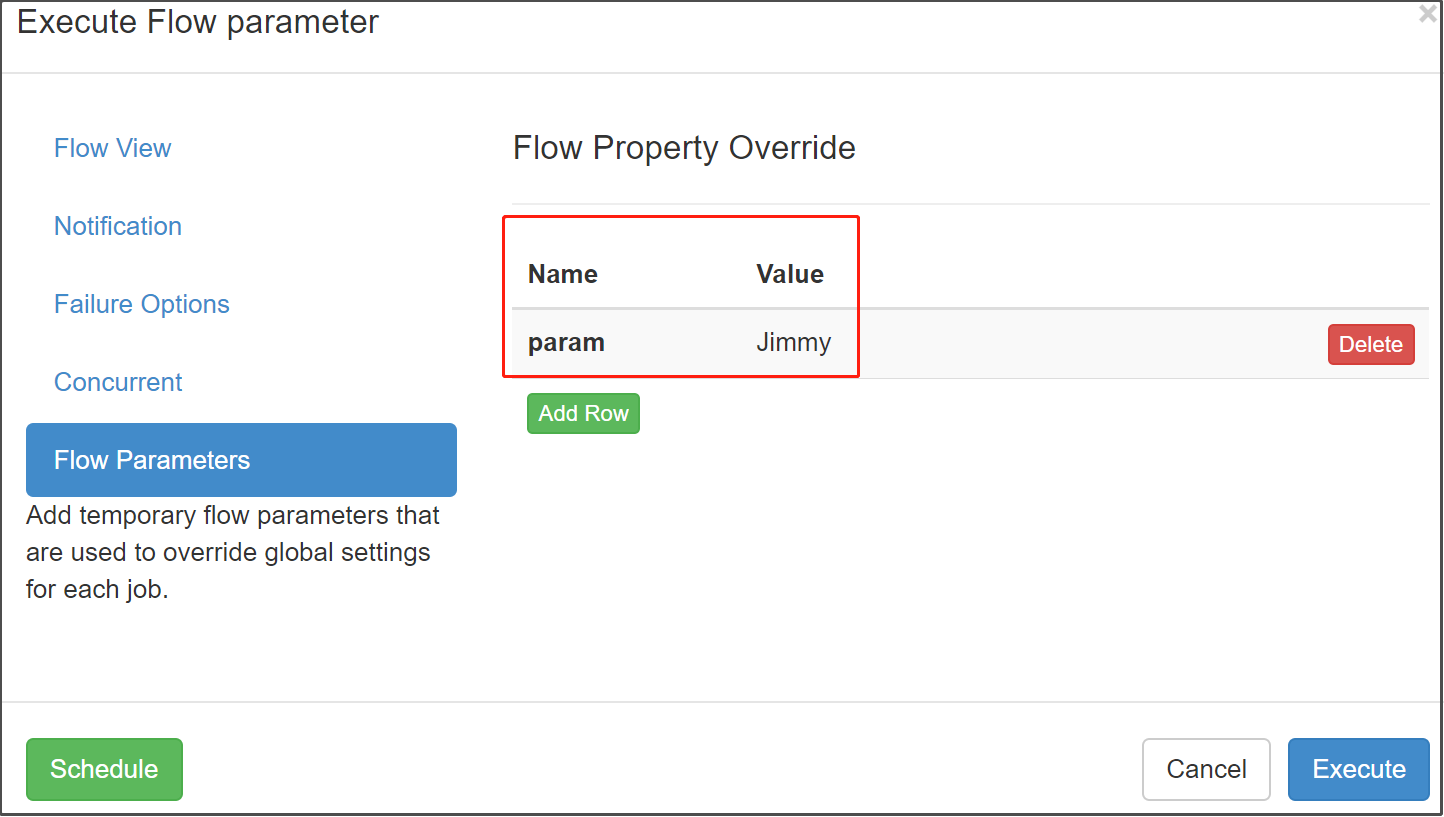 Execute Flow parameter
×
Flow View
Notification
Failure Options
Concurrent
Flow Parameters
Add temporary flow parameters that
are used to override global settings
for each job.
Flow Property Override
Name Value
param Jimmy Delete
Add Row
Schedule Cancel Execute